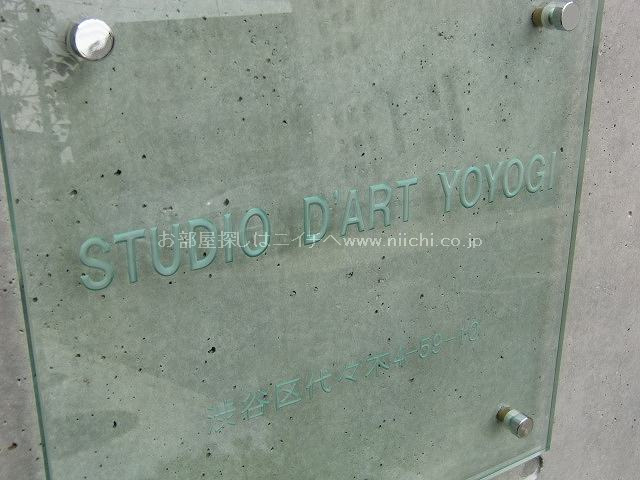 STUDIO D'ART YOYOGI
お部屋探しはニイチへwww.niichi.co.jp
渋谷区代々木4-59-10